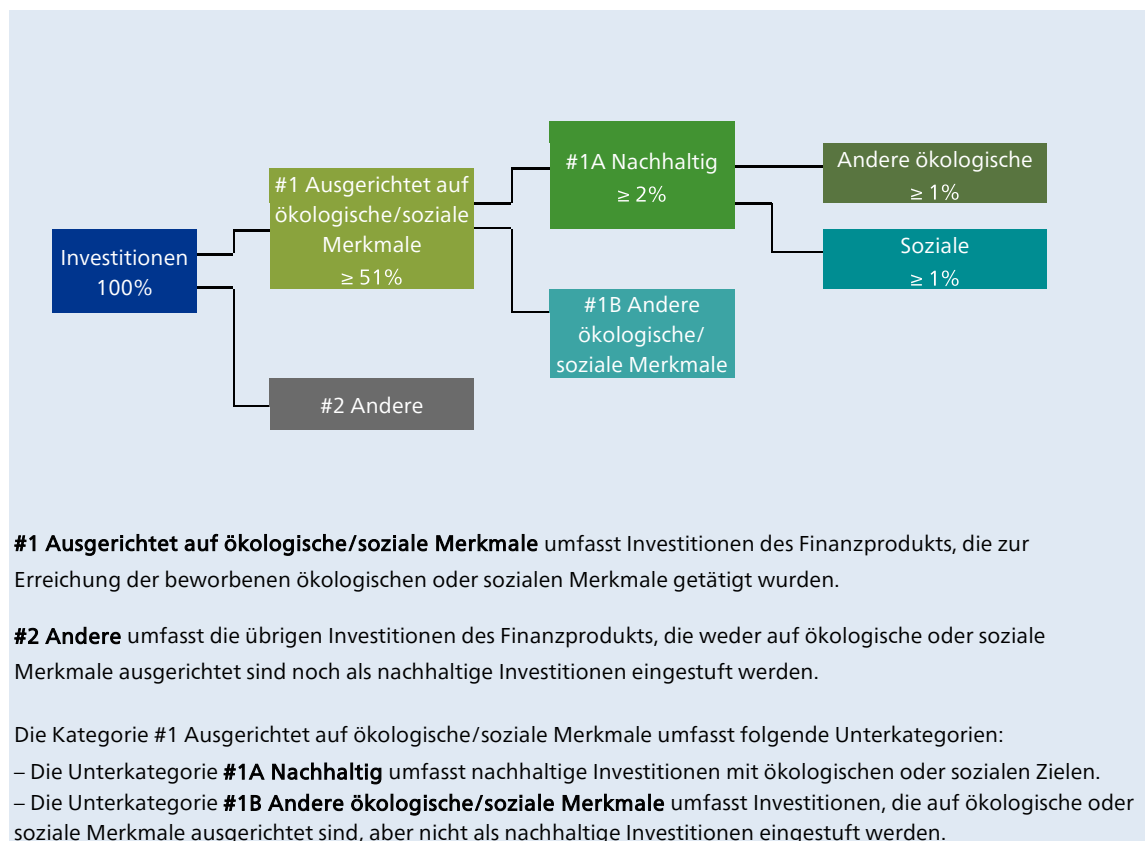 Investitionen
100%
#1 Ausgerichtet auf
ökologische/soziale
Merkmale
≥ 51%
#2 Andere
#1A Nachhaltig
≥ 2%
#1B Andere
ökologische/
soziale Merkmale
Andere ökologische
≥ 1%
Soziale
≥ 1%
#1 Ausgerichtet auf ökologische/soziale Merkmale umfasst Investitionen des Finanzprodukts, die zur
Erreichung der beworbenen ökologischen oder sozialen Merkmale getätigt wurden.
#2 Andere umfasst die übrigen Investitionen des Finanzprodukts, die weder auf ökologische oder soziale
Merkmale ausgerichtet sind noch als nachhaltige Investitionen eingestuft werden.
Die Kategorie #1 Ausgerichtet auf ökologische/soziale Merkmale umfasst folgende Unterkategorien:
– Die Unterkategorie #1A Nachhaltig umfasst nachhaltige Investitionen mit ökologischen oder sozialen Zielen.
– Die Unterkategorie #1B Andere ökologische/soziale Merkmale umfasst Investitionen, die auf ökologische oder
soziale Merkmale ausgerichtet sind, aber nicht als nachhaltige Investitionen eingestuft werden.